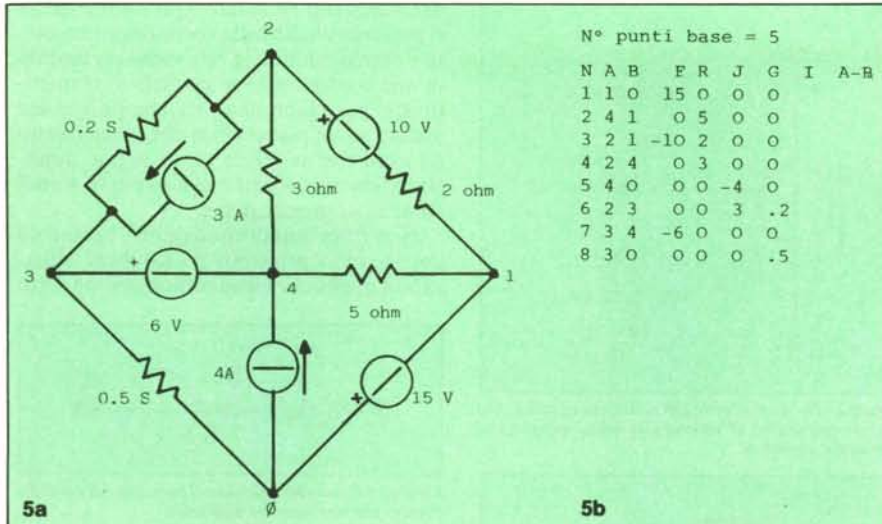 2
0.2 S
+
10 V
3 A
3 ohm
2 ohm
3
+
4
1
6 V
5 ohm
4A
0.5 S
+
15 V
Ø
5a
N° punti base = 5
N A B F R J G I A-B
1 1 0 15 0 0 0
2 4 1 0 5 0 0
3 2 1 -10 2 0 0
4 2 4 0 3 0 0
5 4 0 0 0 -4 0
6 2 3 0 0 3 .2
7 3 4 -6 0 0 0
8 3 0 0 0 0 .5
5b